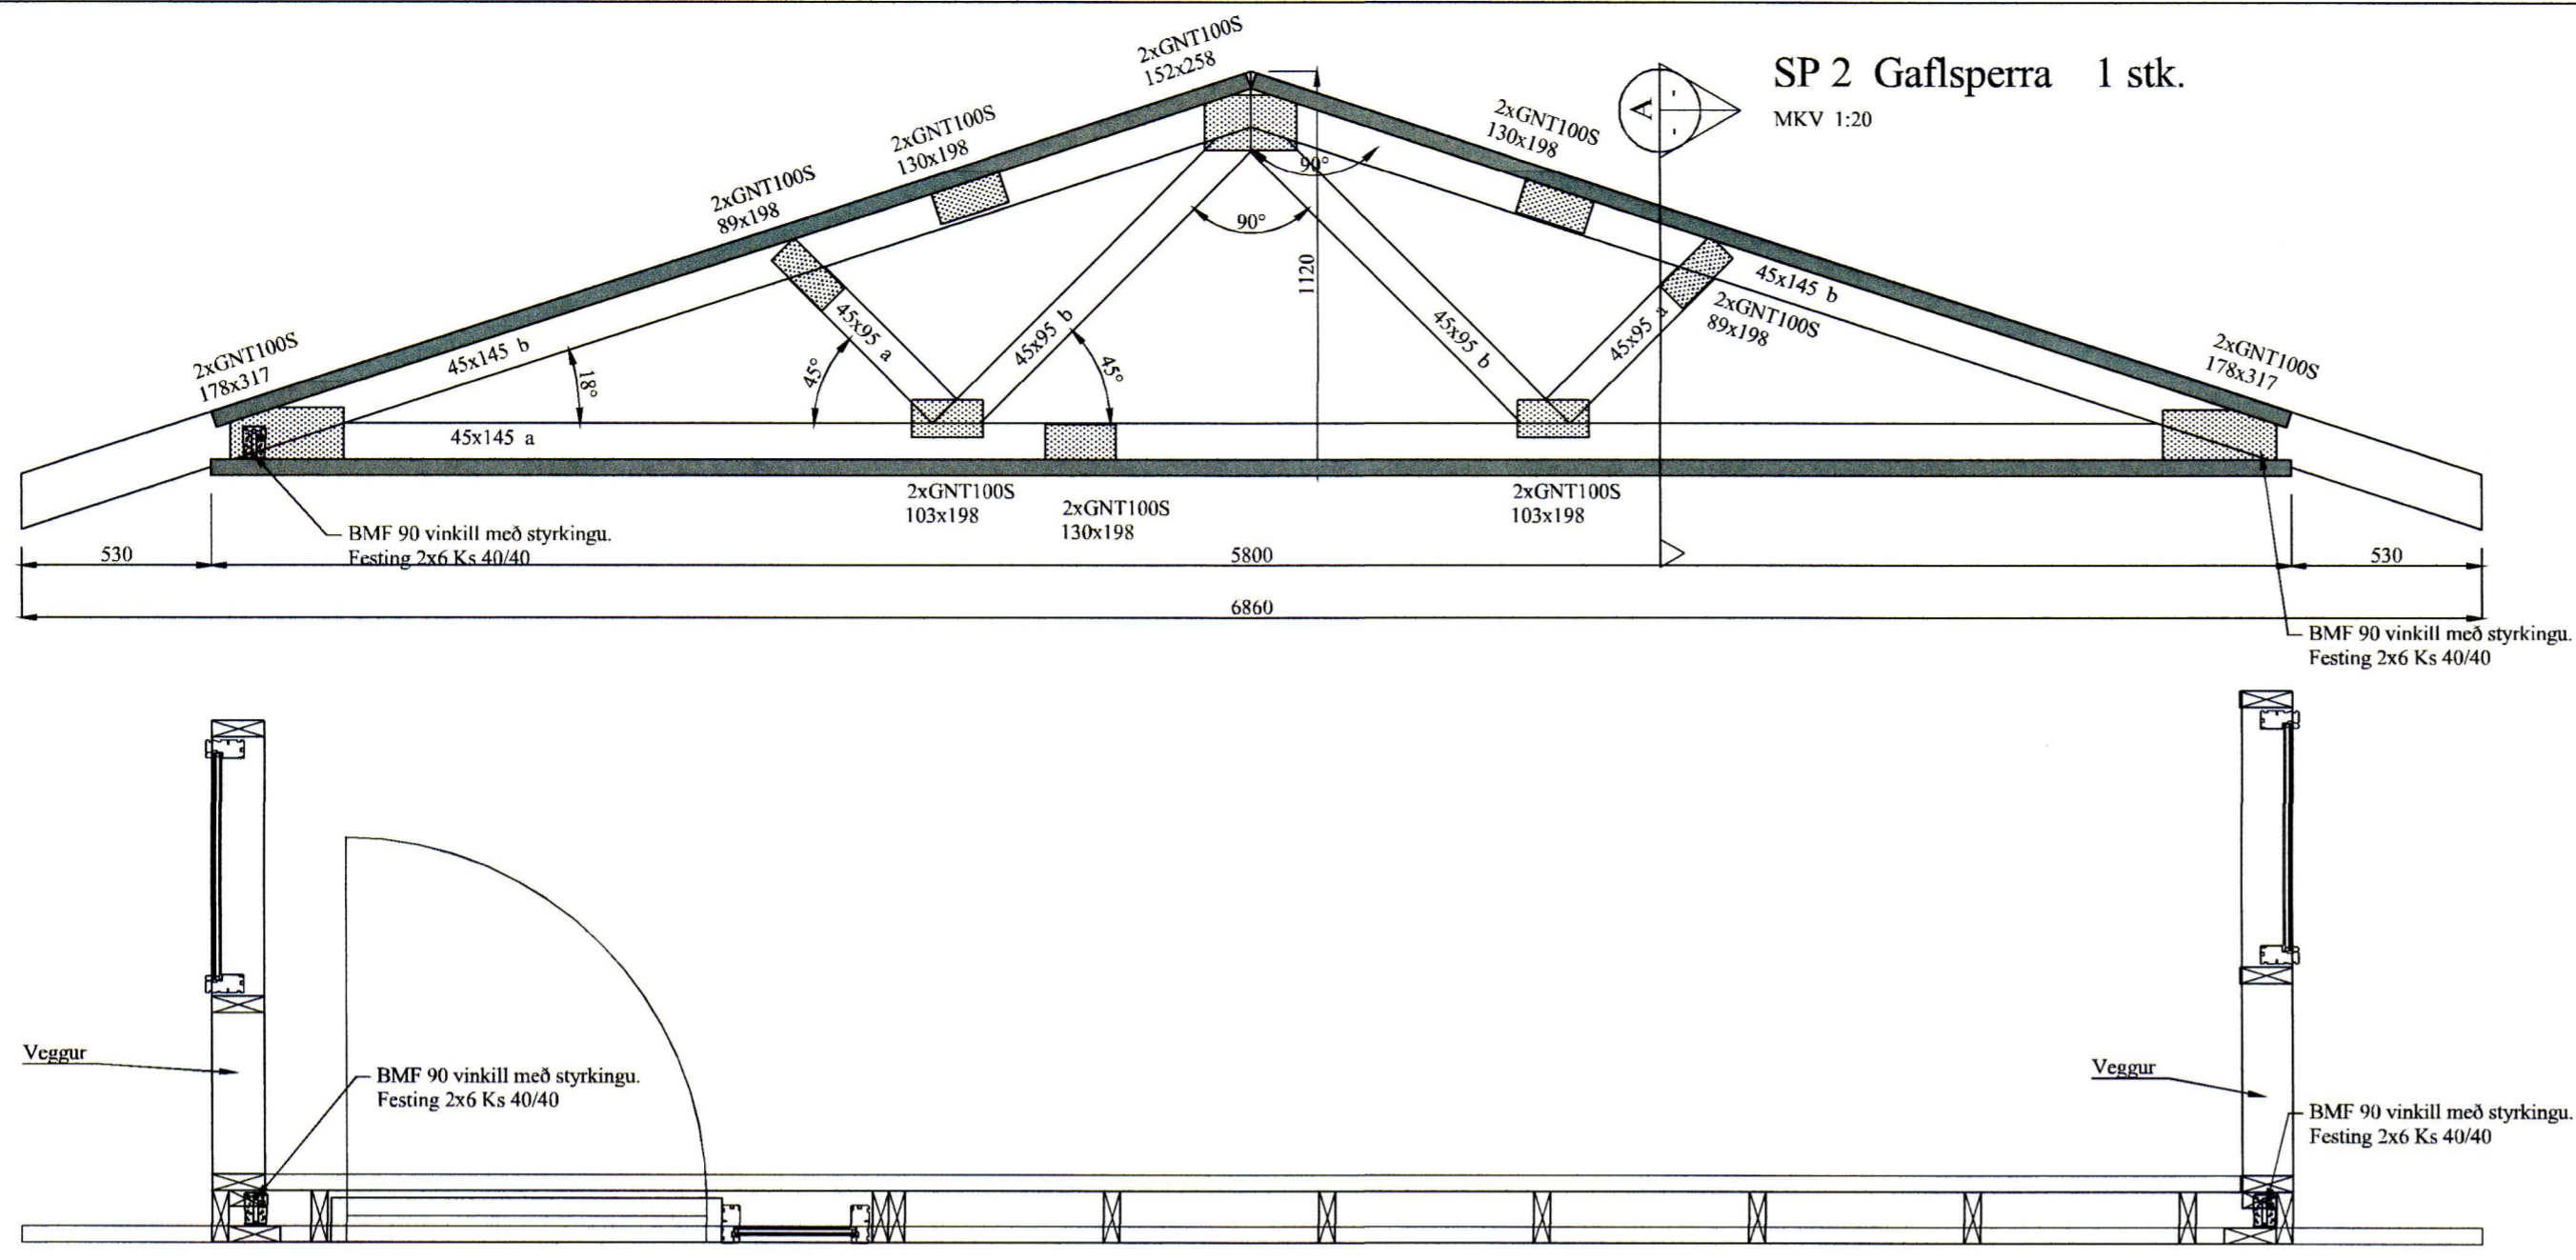 2xGNT100S
152x258
SP 2 Gaflsperra 1 stk.
MKV 1:20
A
2xGNT100S
130x198
2xGNT100S
130x198
2xGNT100S
89x198
90°
90°
1120
45x145 b
2xGNT100S
89x198
45x95 a
45x95 b
45x95 b
45x95 a
45°
45°
2xGNT100S
178x317
45x145 b
18°
2xGNT100S
178x317
45x145 a
2xGNT100S
103x198
2xGNT100S
130x198
2xGNT100S
103x198
BMF 90 vinkill með styrkingu.
Festing 2x6 Ks 40/40
530
5800
530
6860
BMF 90 vinkill með styrkingu.
Festing 2x6 Ks 40/40
Veggur
BMF 90 vinkill með styrkingu.
Festing 2x6 Ks 40/40
Veggur
BMF 90 vinkill með styrkingu.
Festing 2x6 Ks 40/40